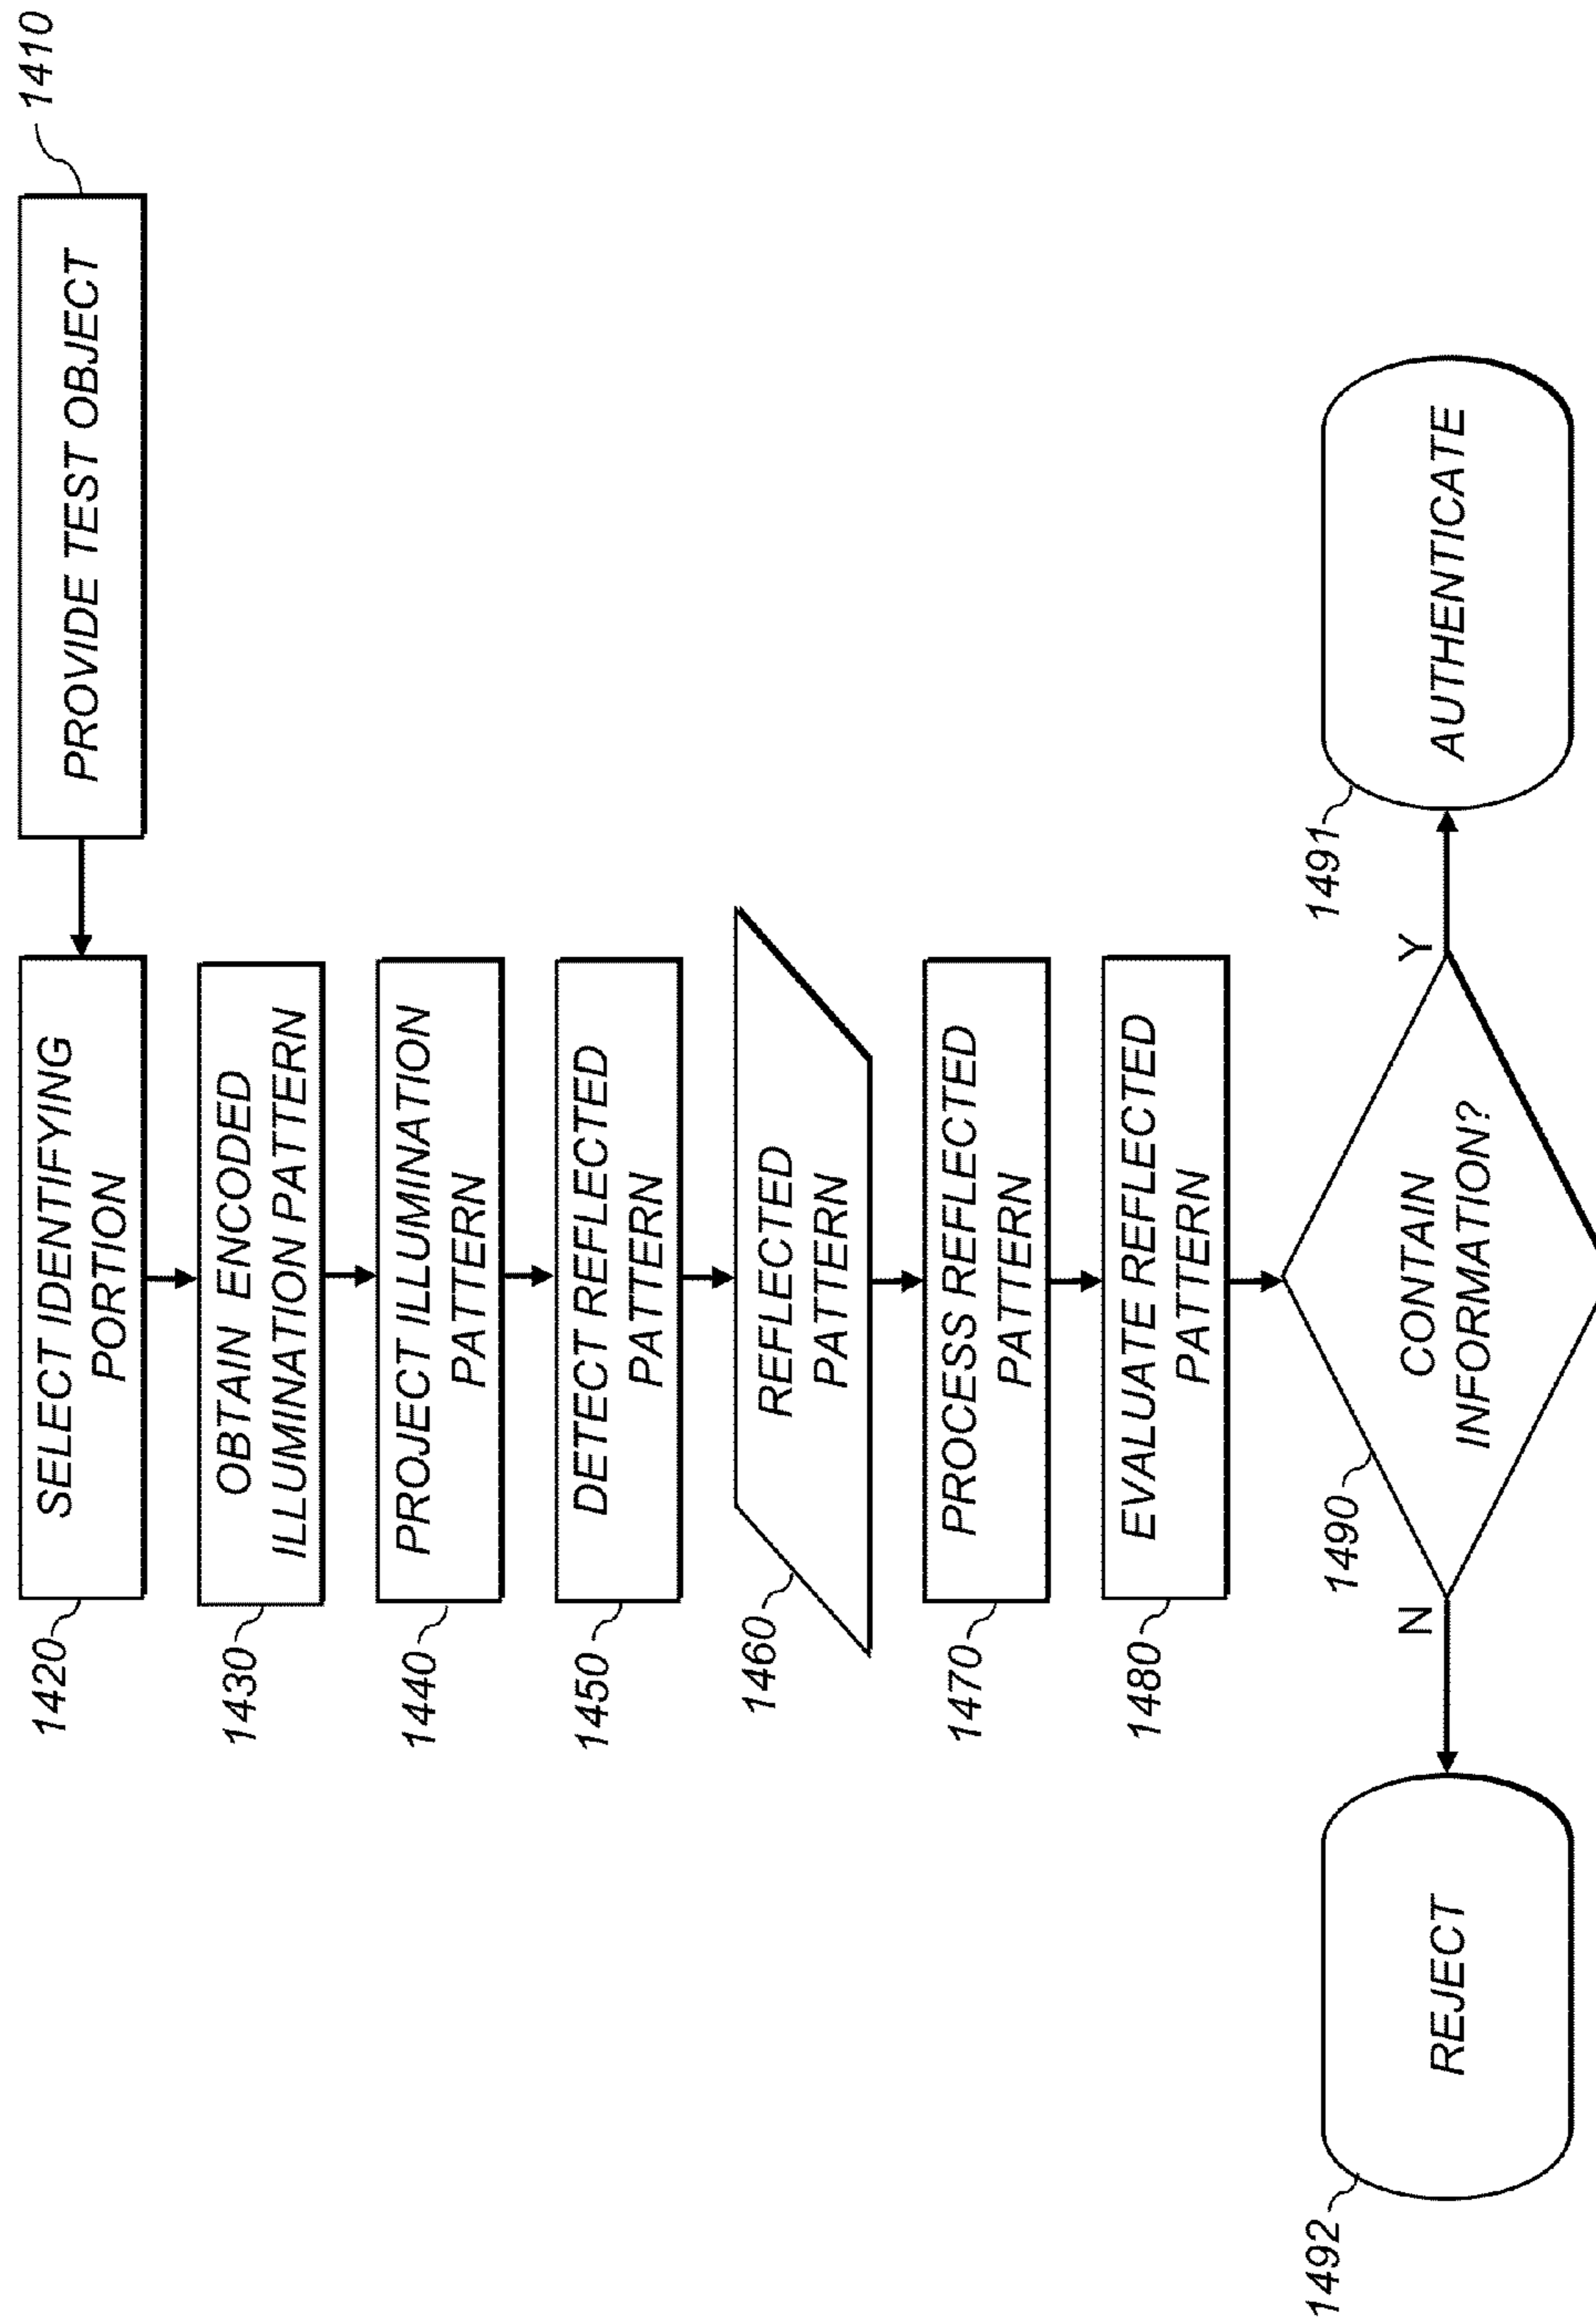 PROVIDE TEST OBJECT
1410
1420
SELECT IDENTIFYING
PORTION
1430
OBTAIN ENCODED
ILLUMINATION PATTERN
1440
PROJECT ILLUMINATION
PATTERN
1450
DETECT REFLECTED
PATTERN
1460
REFLECTED
PATTERN
1470
PROCESS REFLECTED
PATTERN
1480
EVALUATE REFLECTED
PATTERN
1490
CONTAIN
INFORMATION?
N
Y
1492
REJECT
1491
AUTHENTICATE